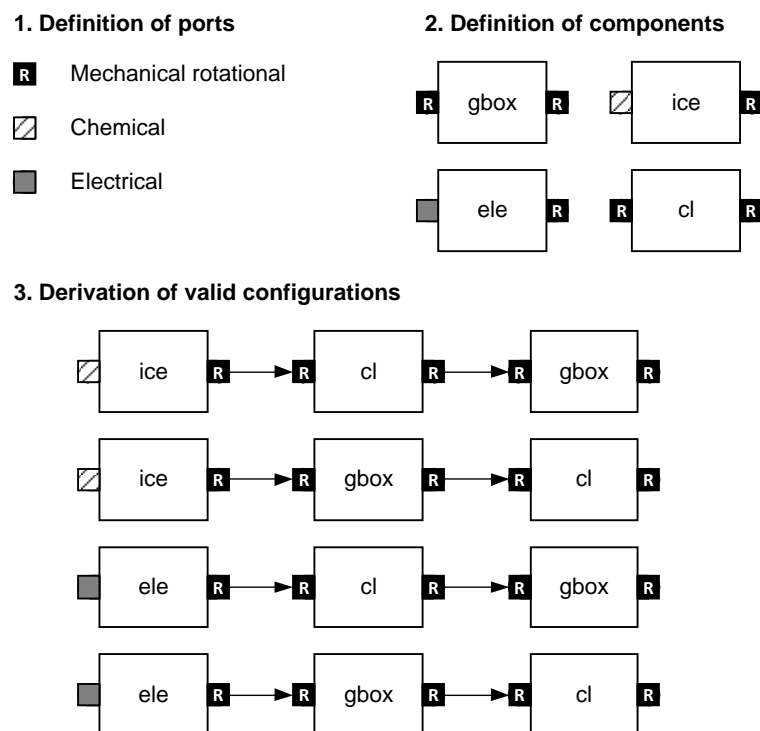 1. Definition of ports
R Mechanical rotational
Chemical
Electrical
2. Definition of components
R gbox R
ice R
ele R
R cl R
3. Derivation of valid configurations
ice R R cl R R gbox R
ice R R gbox R R cl R
ele R R cl R R gbox R
ele R R gbox R R cl R